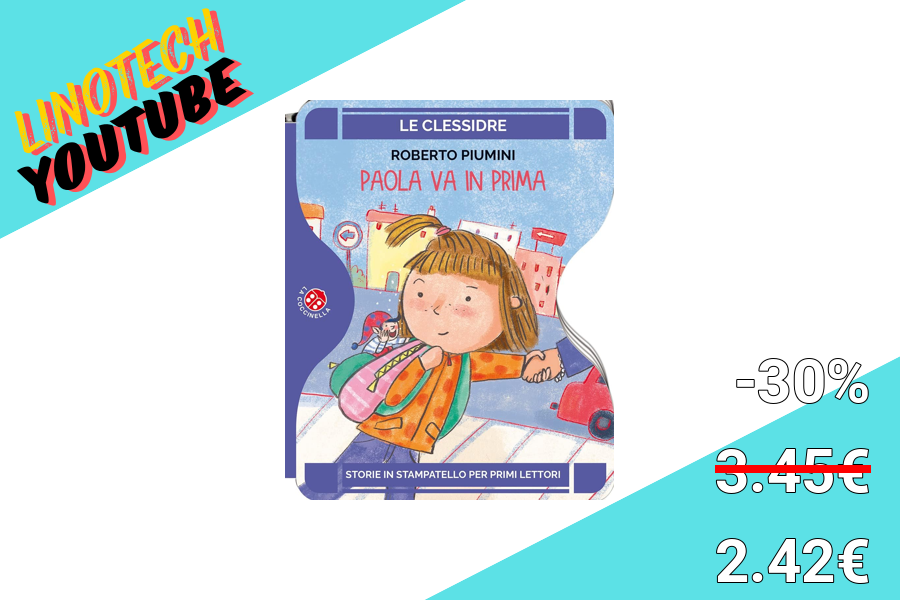 LINOTECH
YOUTUBE
LE CLESSIDRE
ROBERTO PIUMINI
PAOLA VA IN PRIMA
LA COCCINELLA
STORIE IN STAMPATELLO PER PRIMI LETTORI
-30%
3.45€
2.42€